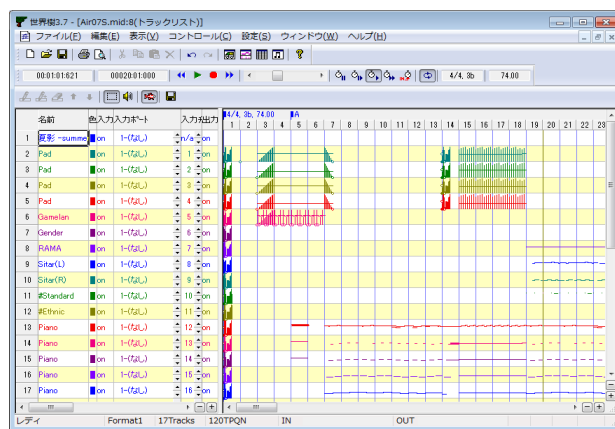 世界樹3.7 - [Air07S.mid:8(トラックリスト)]
ファイル(F) 編集(E) 表示(V) コントロール(C) 設定(S) ウィンドウ(W) ヘルプ(H)
00:01:01:621 00020:01:000 4/4, 3b 74.00
名前 色 入力 入力ポート 入力 出力 4/4, 3b, 74.00 A
1 2 3 4 5 6 7 8 9 10 11 12 13 14 15 16 17 18 19 20 21 22 23
1 夏影 -summe on 1-(なし) n/a on
2 Pad on 1-(なし) 1 on
3 Pad on 1-(なし) 2 on
4 Pad on 1-(なし) 3 on
5 Pad on 1-(なし) 4 on
6 Gamelan on 1-(なし) 5 on
7 Gender on 1-(なし) 6 on
8 RAMA on 1-(なし) 7 on
9 Sitar(L) on 1-(なし) 8 on
10 Sitar(R) on 1-(なし) 9 on
11 #Standard on 1-(なし) 10 on
12 #Ethnic on 1-(なし) 11 on
13 Piano on 1-(なし) 12 on
14 Piano on 1-(なし) 13 on
15 Piano on 1-(なし) 14 on
16 Piano on 1-(なし) 15 on
17 Piano on 1-(なし) 16 on
レディ Format1 17Tracks 120TPQN IN OUT